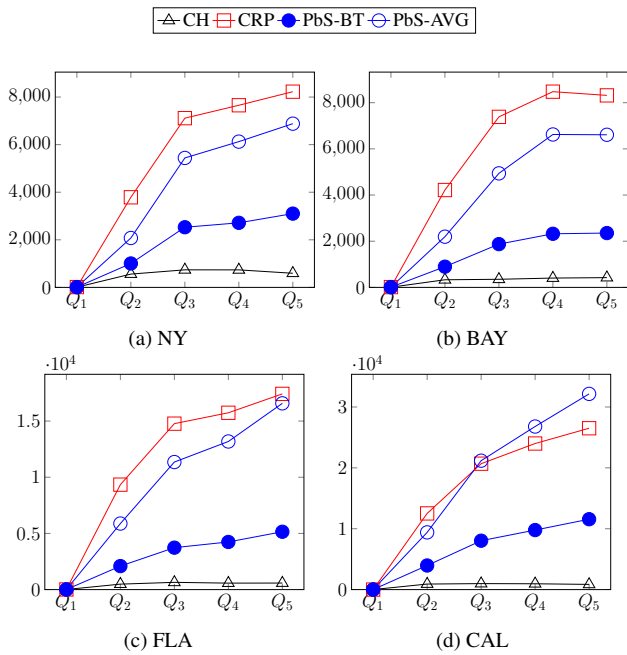 CH CRP PbS-BT PbS-AVG
8,000
6,000
4,000
2,000
0
Q1 Q2 Q3 Q4 Q5
(a) NY
8,000
6,000
4,000
2,000
0
Q1 Q2 Q3 Q4 Q5
(b) BAY
·10^4
1.5
1
0.5
0
Q1 Q2 Q3 Q4 Q5
(c) FLA
·10^4
3
2
1
0
Q1 Q2 Q3 Q4 Q5
(d) CAL